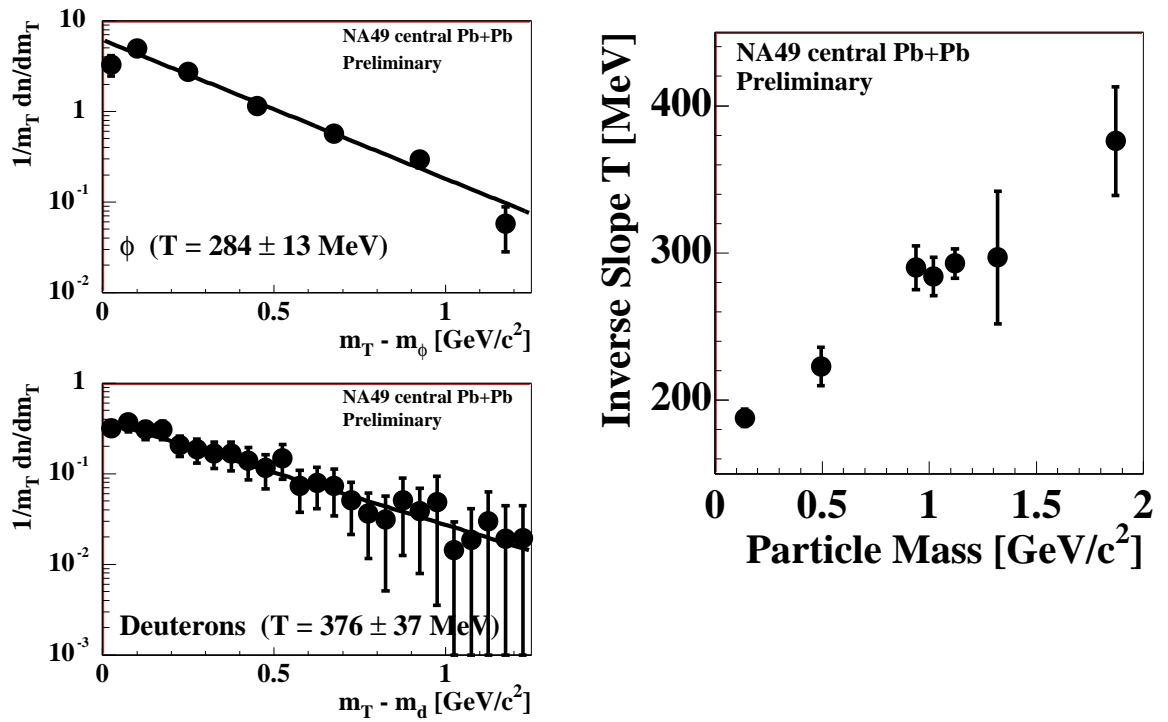 1/m_T dn/dm_T
10
1
10^-1
10^-2
NA49 central Pb+Pb
Preliminary
ϕ (T = 284 ± 13 MeV)
0
0.5
1
m_T - m_ϕ [GeV/c^2]
1/m_T dn/dm_T
1
10^-1
10^-2
10^-3
NA49 central Pb+Pb
Preliminary
Deuterons (T = 376 ± 37 MeV)
0
0.5
1
m_T - m_d [GeV/c^2]
Inverse Slope T [MeV]
400
300
200
NA49 central Pb+Pb
Preliminary
0
0.5
1
1.5
2
Particle Mass [GeV/c^2]